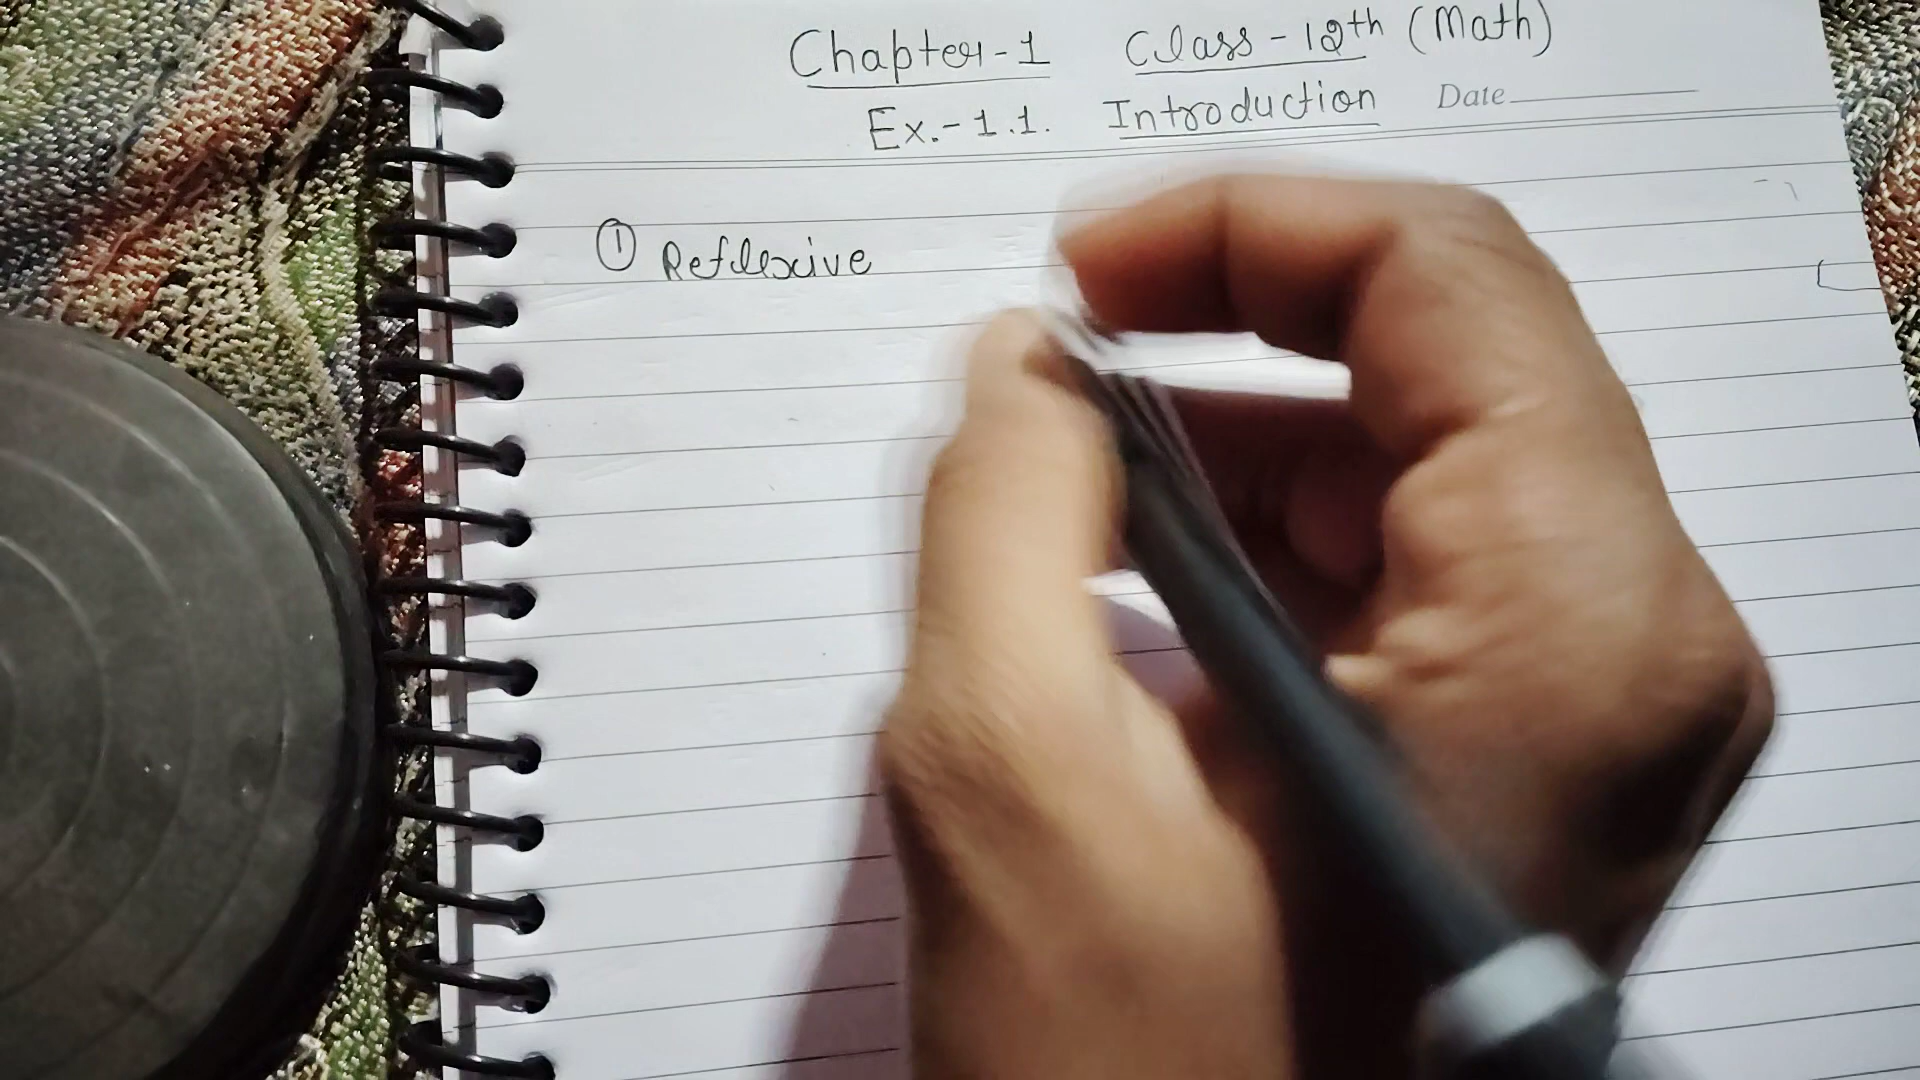 Chapter-1 Class-12th (Math)
Ex.-1.1. Introduction Date
① Reflexive